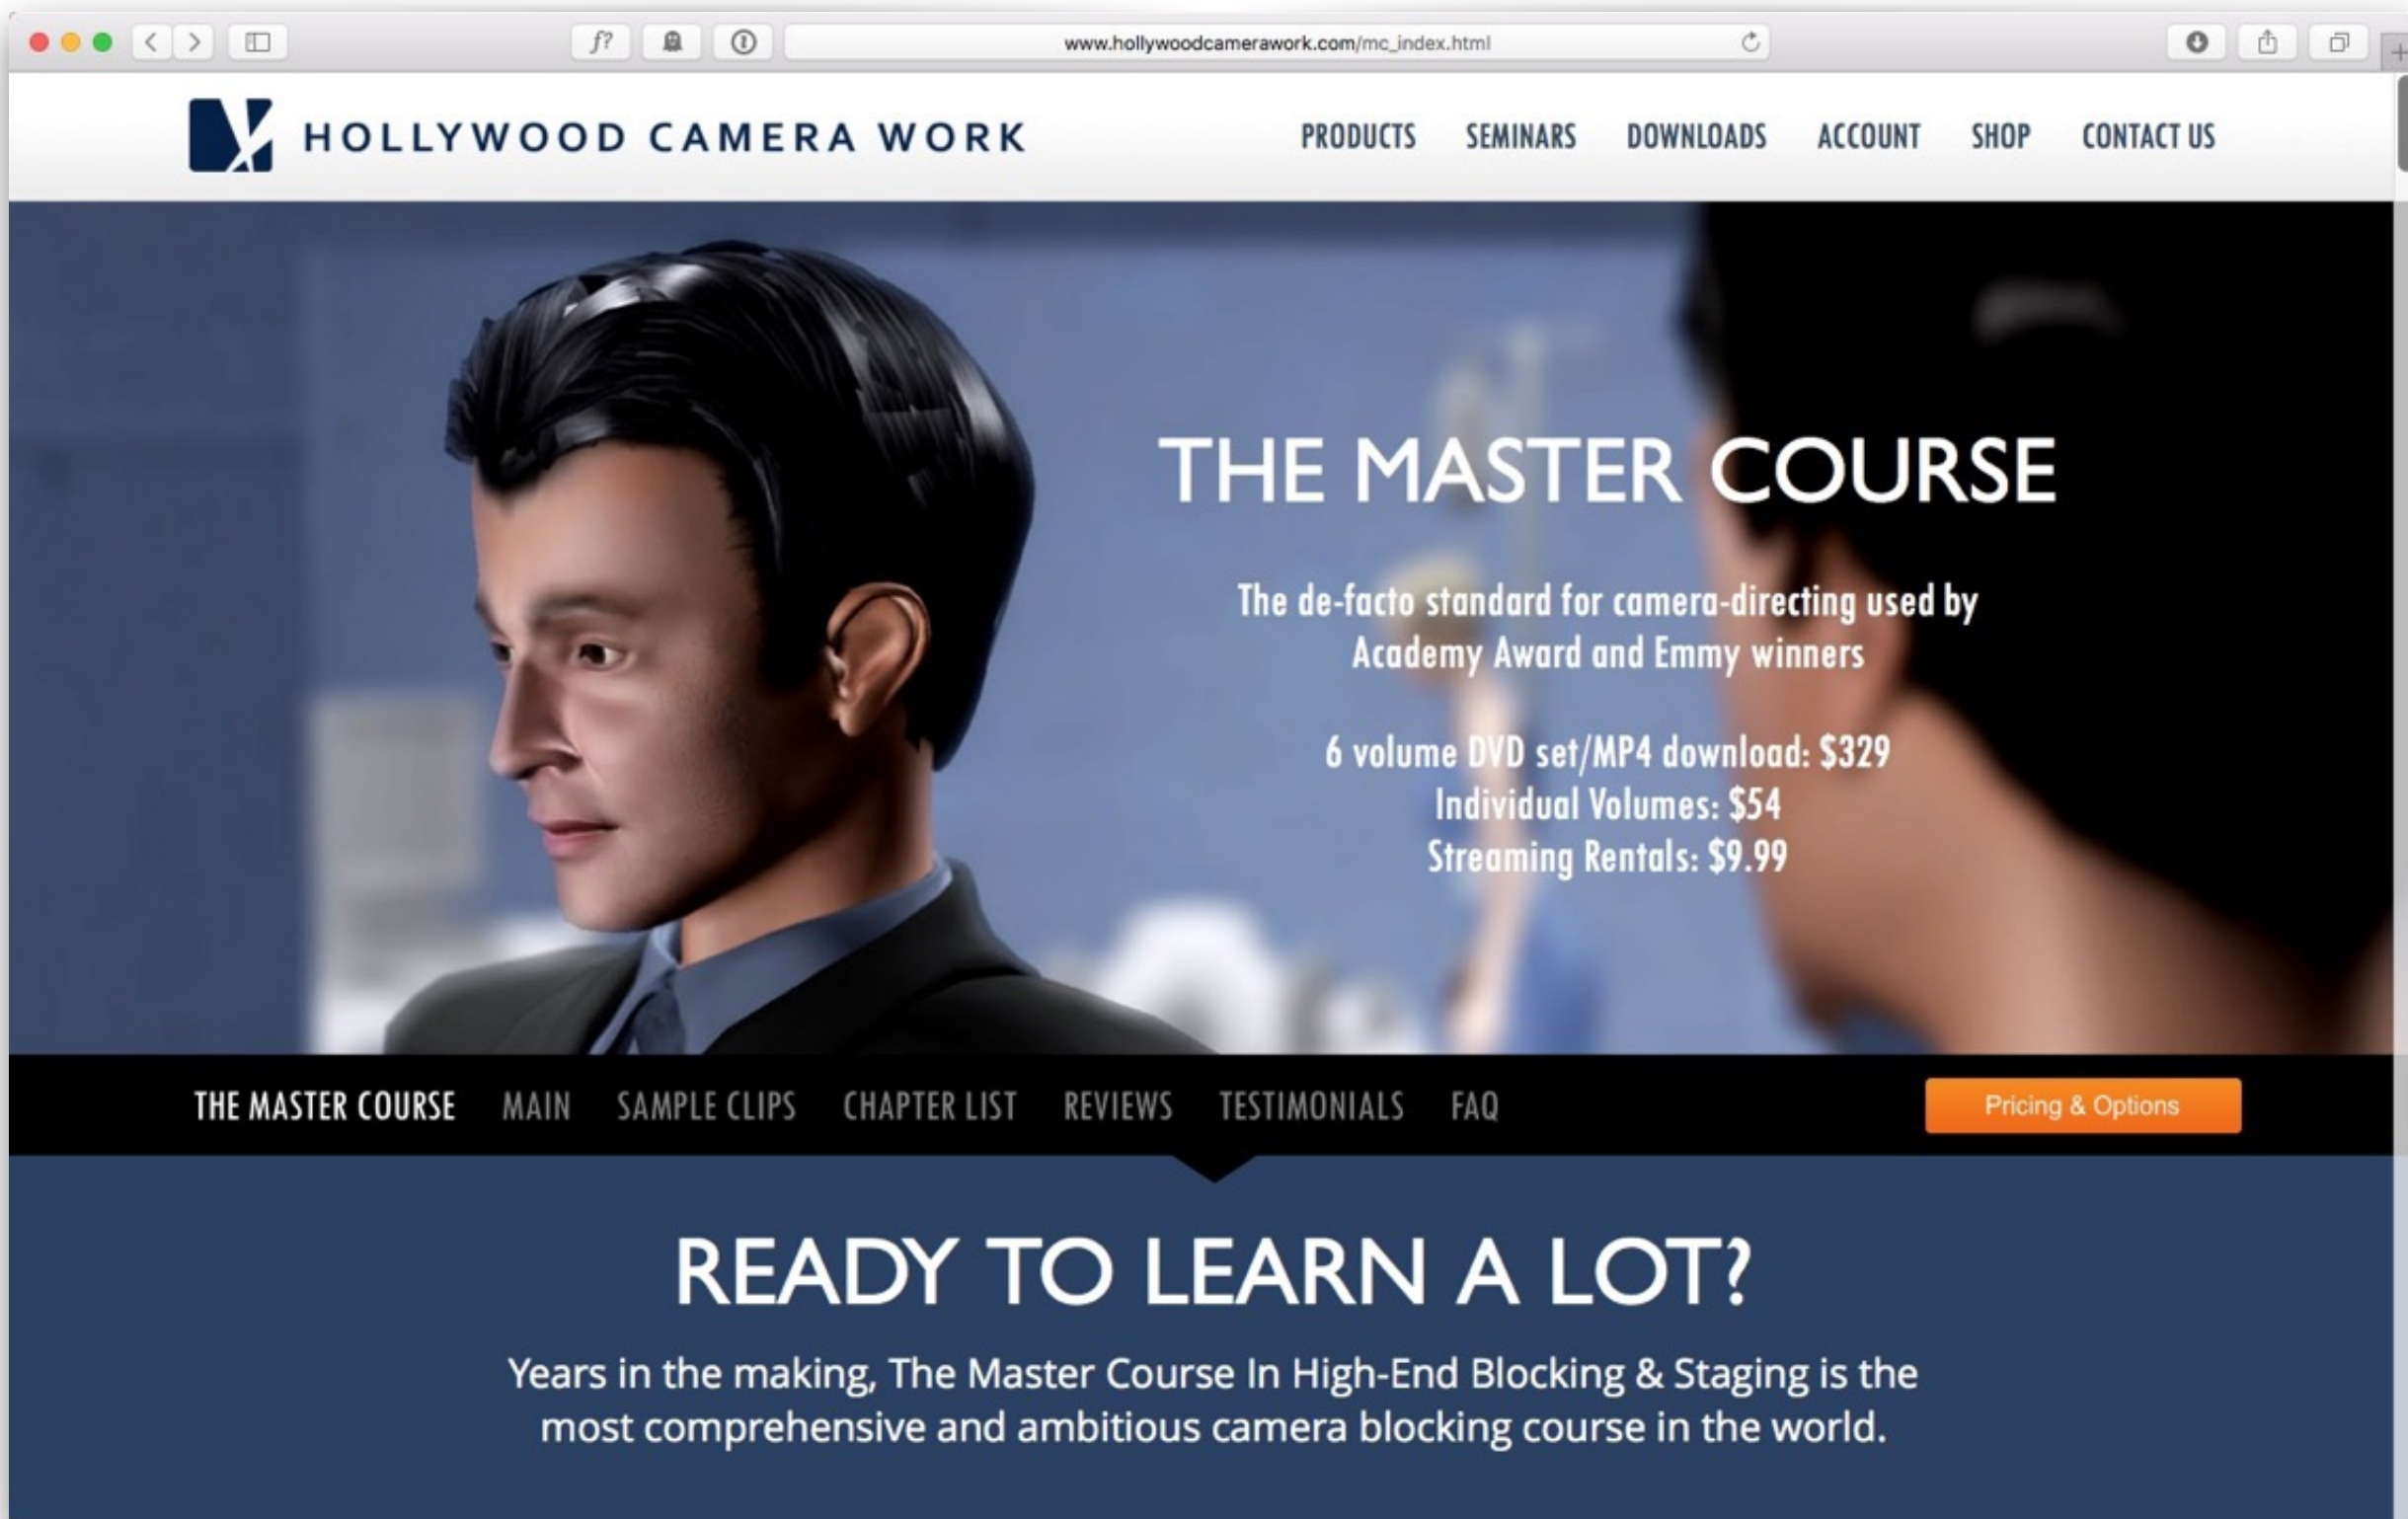 f?
www.hollywoodcamerawork.com/mc_index.html
HOLLYWOOD CAMERA WORK
PRODUCTS SEMINARS DOWNLOADS ACCOUNT SHOP CONTACT US
THE MASTER COURSE
The de-facto standard for camera-directing used by
Academy Award and Emmy winners
6 volume DVD set/MP4 download: $329
Individual Volumes: $54
Streaming Rentals: $9.99
THE MASTER COURSE MAIN SAMPLE CLIPS CHAPTER LIST REVIEWS TESTIMONIALS FAQ
Pricing & Options
READY TO LEARN A LOT?
Years in the making, The Master Course In High-End Blocking & Staging is the
most comprehensive and ambitious camera blocking course in the world.